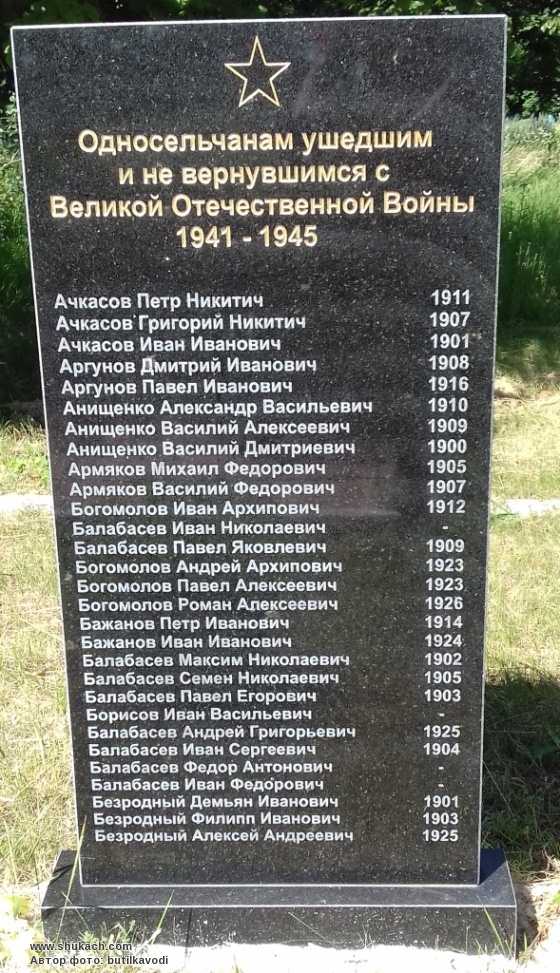 Односельчанам ушедшим
и не вернувшимся с
Великой Отечественной Войны
1941 - 1945
Ачкасов Петр Никитич 1911
Ачкасов Григорий Никитич 1907
Ачкасов Иван Иванович 1901
Аргунов Дмитрий Иванович 1908
Аргунов Павел Иванович 1916
Анищенко Александр Васильевич 1910
Анищенко Василий Алексеевич 1909
Анищенко Василий Дмитриевич 1900
Армяков Михаил Федорович 1905
Армяков Василий Федорович 1907
Богомолов Иван Архипович 1912
Балабасев Иван Николаевич -
Балабасев Павел Яковлевич 1909
Богомолов Андрей Архипович 1923
Богомолов Павел Алексеевич 1923
Богомолов Роман Алексеевич 1926
Бажанов Петр Иванович 1914
Бажанов Иван Иванович 1924
Балабасев Максим Николаевич 1902
Балабасев Семен Николаевич 1905
Балабасев Павел Егорович 1903
Борисов Иван Васильевич -
Балабасев Андрей Григорьевич 1925
Балабасев Иван Сергеевич 1904
Балабасев Федор Антонович -
Балабасев Иван Федорович -
Безродный Демьян Иванович 1901
Безродный Филипп Иванович 1903
Безродный Алексей Андреевич 1925
www.shukach.com
Автор фото: butilkavodi